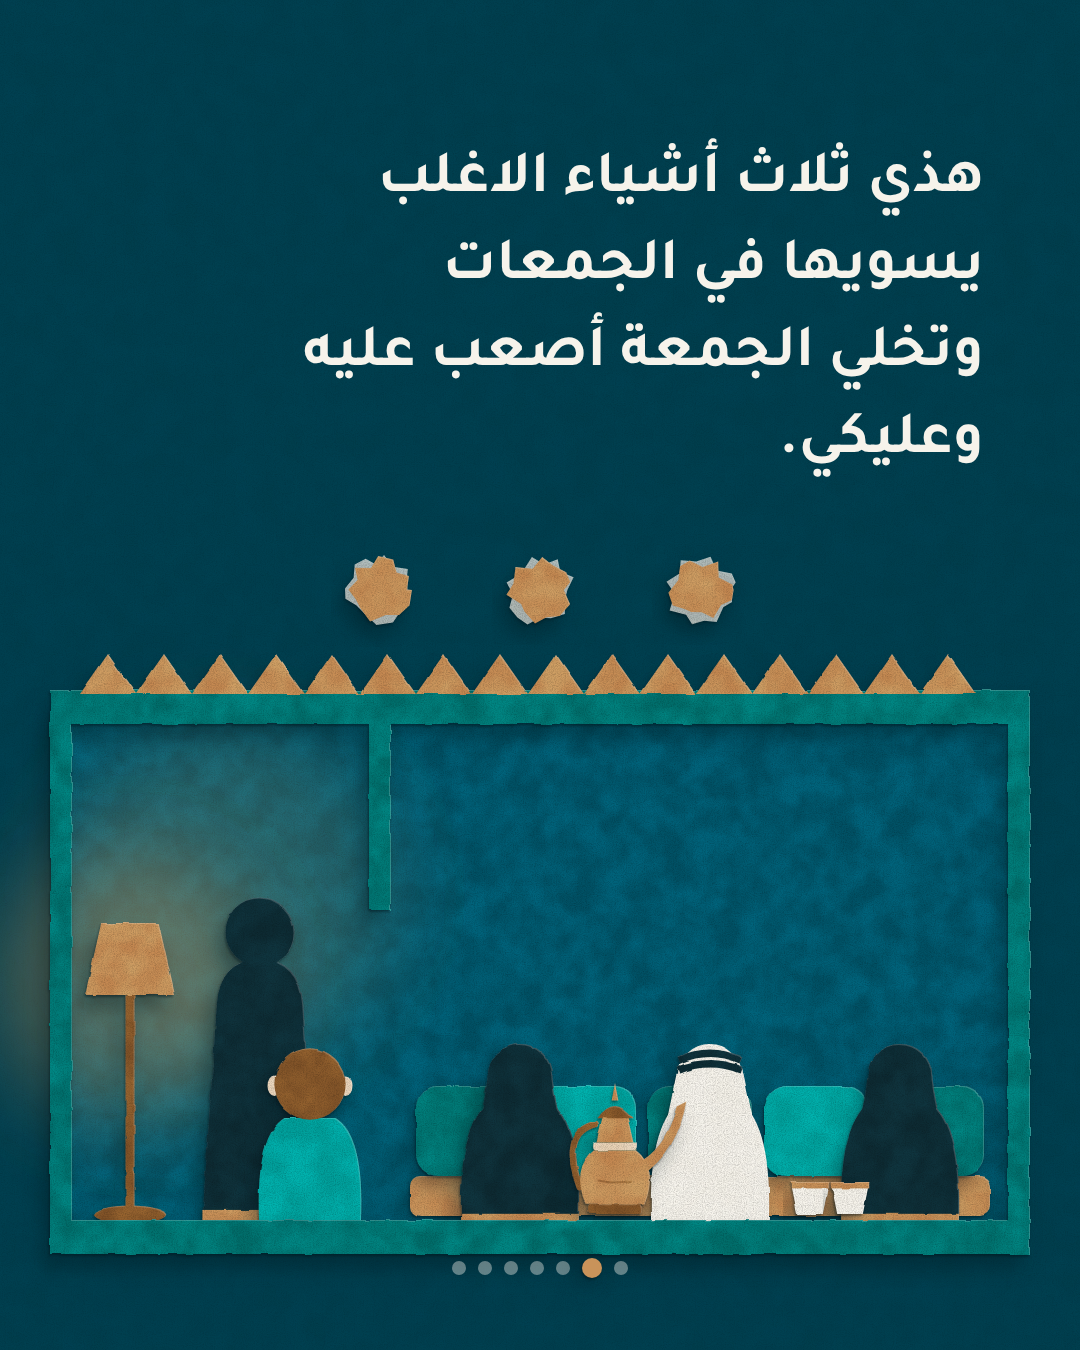 هذي ثلاث أشياء الاغلب
يسويها في الجمعات
وتخلي الجمعة أصعب عليه
وعليكي.